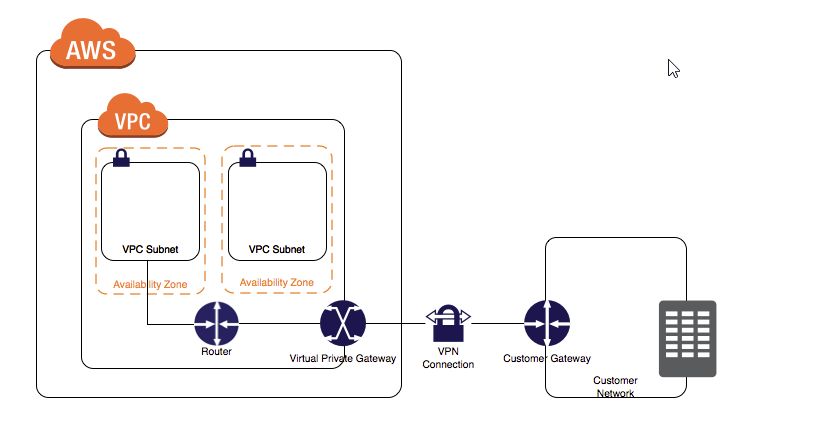 AWS
VPC
VPC Subnet
VPC Subnet
Availability Zone
Availability Zone
Router
Virtual Private Gateway
VPN
Connection
Customer Gateway
Customer
Network